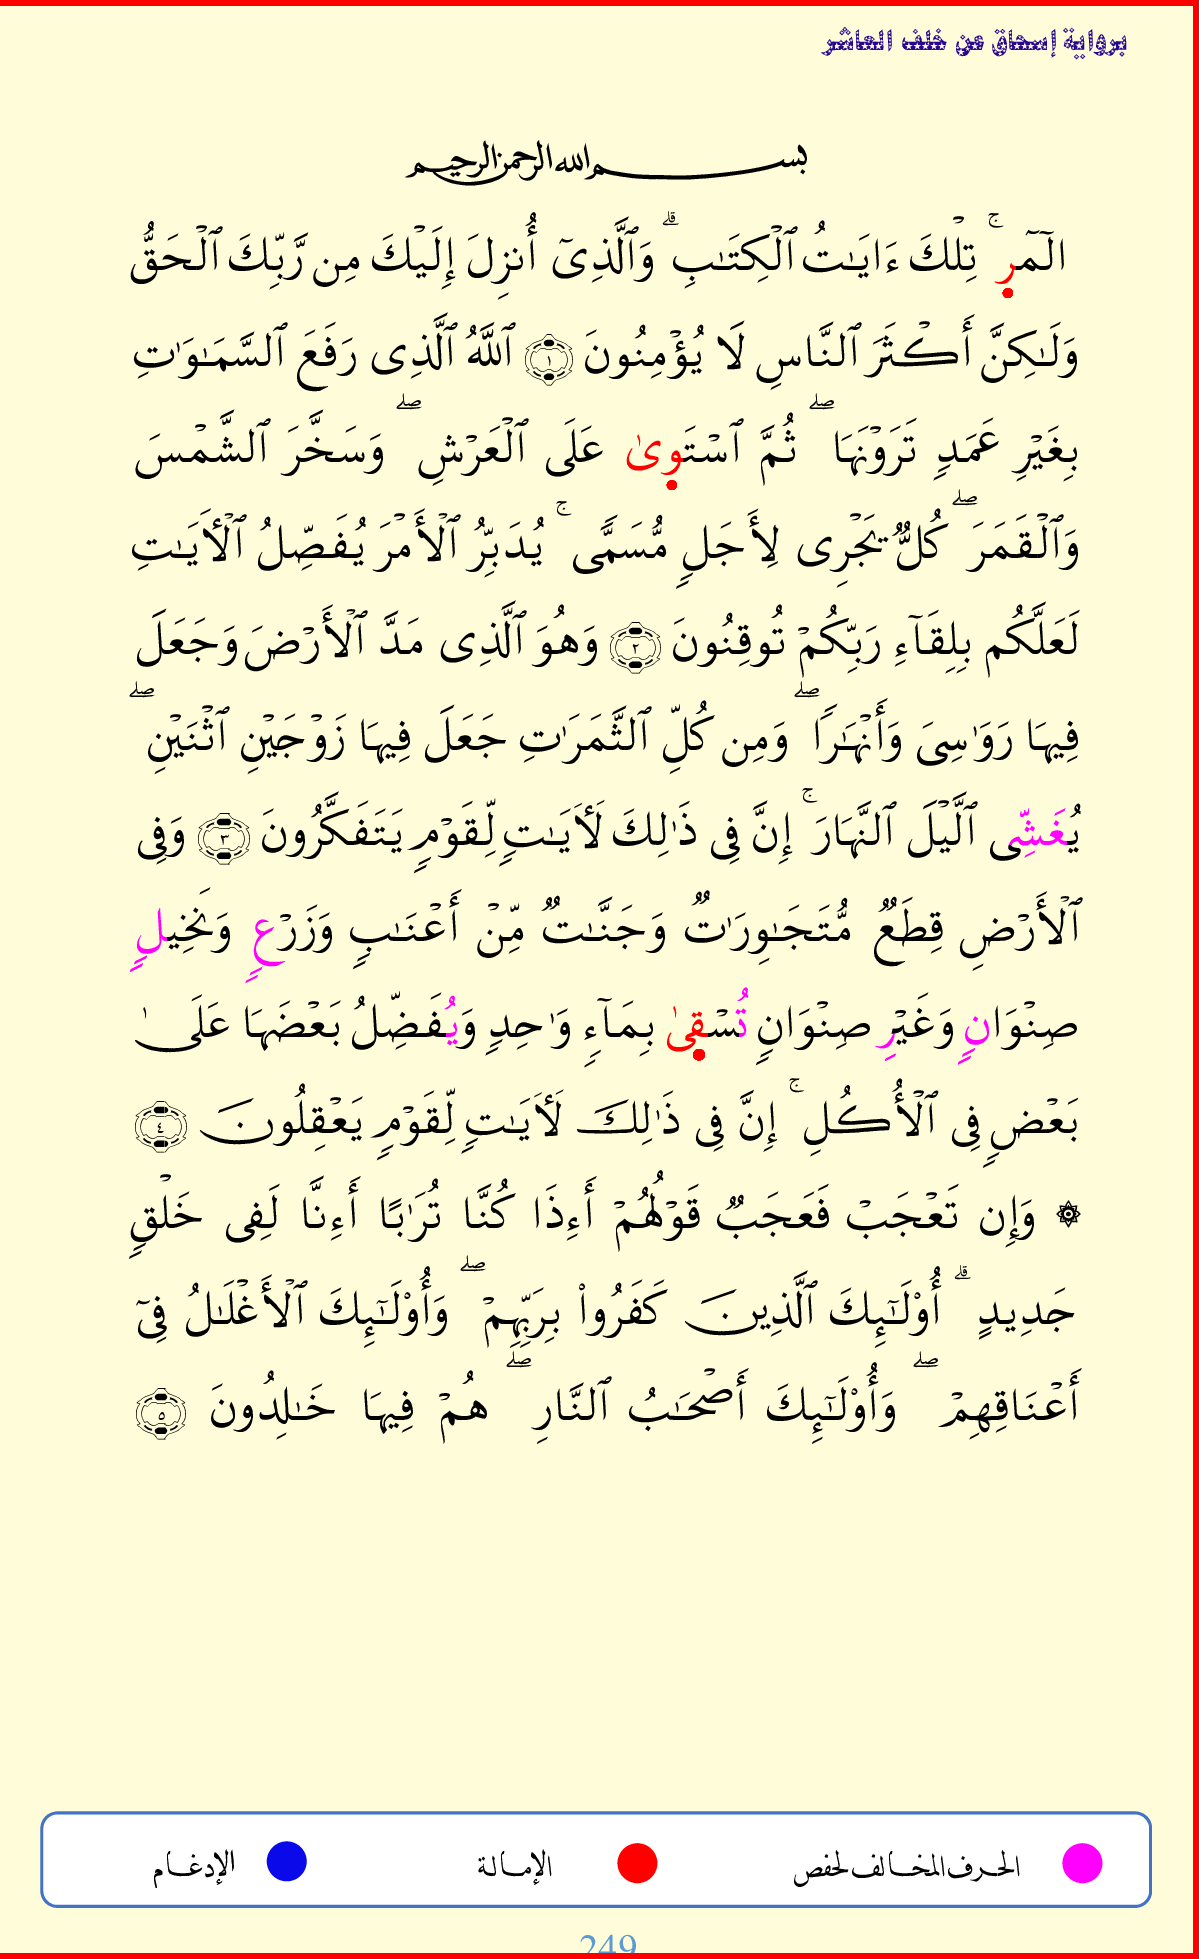 برواية إسحاق عن خلف العاشر
بسم الله الرحمن الرحيم
الٓمٓرۚ تِلۡكَ ءَايَٰتُ ٱلۡكِتَٰبِۗ وَٱلَّذِيٓ أُنزِلَ إِلَيۡكَ مِن رَّبِّكَ ٱلۡحَقُّ
وَلَٰكِنَّ أَكۡثَرَ ٱلنَّاسِ لَا يُؤۡمِنُونَ ١ ٱللَّهُ ٱلَّذِي رَفَعَ ٱلسَّمَٰوَٰتِ
بِغَيۡرِ عَمَدٖ تَرَوۡنَهَاۖ ثُمَّ ٱسۡتَوِىٰ عَلَى ٱلۡعَرۡشِۖ وَسَخَّرَ ٱلشَّمۡسَ
وَٱلۡقَمَرَۖ كُلّٞ يَجۡرِي لِأَجَلٖ مُّسَمّٗىۚ يُدَبِّرُ ٱلۡأَمۡرَ يُفَصِّلُ ٱلۡأٓيَٰتِ
لَعَلَّكُم بِلِقَآءِ رَبِّكُمۡ تُوقِنُونَ ٢ وَهُوَ ٱلَّذِي مَدَّ ٱلۡأَرۡضَ وَجَعَلَ
فِيهَا رَوَٰسِيَ وَأَنۡهَٰرٗاۖ وَمِن كُلِّ ٱلثَّمَرَٰتِ جَعَلَ فِيهَا زَوۡجَيۡنِ ٱثۡنَيۡنِۖ
يُغَشِّي ٱلَّيۡلَ ٱلنَّهَارَۚ إِنَّ فِي ذَٰلِكَ لَأٓيَٰتٖ لِّقَوۡمٖ يَتَفَكَّرُونَ ٣ وَفِي
ٱلۡأَرۡضِ قِطَعٞ مُّتَجَٰوِرَٰتٞ وَجَنَّٰتٞ مِّنۡ أَعۡنَٰبٖ وَزَرۡعٖ وَنَخِيلٖ
صِنۡوَانٖ وَغَيۡرِ صِنۡوَانٖ تُسۡقِىٰ بِمَآءٖ وَٰحِدٖ وَيُفَضِّلُ بَعۡضَهَا عَلَىٰ
بَعۡضٖ فِي ٱلۡأُكُلِۚ إِنَّ فِي ذَٰلِكَ لَأٓيَٰتٖ لِّقَوۡمٖ يَعۡقِلُونَ ٤
۞ وَإِن تَعۡجَبۡ فَعَجَبٞ قَوۡلُهُمۡ أَءِذَا كُنَّا تُرَٰبًا أَءِنَّا لَفِي خَلۡقٖ
جَدِيدٍۗ أُوْلَٰٓئِكَ ٱلَّذِينَ كَفَرُواْ بِرَبِّهِمۡۖ وَأُوْلَٰٓئِكَ ٱلۡأَغۡلَٰلُ فِيٓ
أَعۡنَاقِهِمۡۖ وَأُوْلَٰٓئِكَ أَصۡحَٰبُ ٱلنَّارِۖ هُمۡ فِيهَا خَٰلِدُونَ ٥
الحرف المخالف لحفص الإمالة الإدغام
249